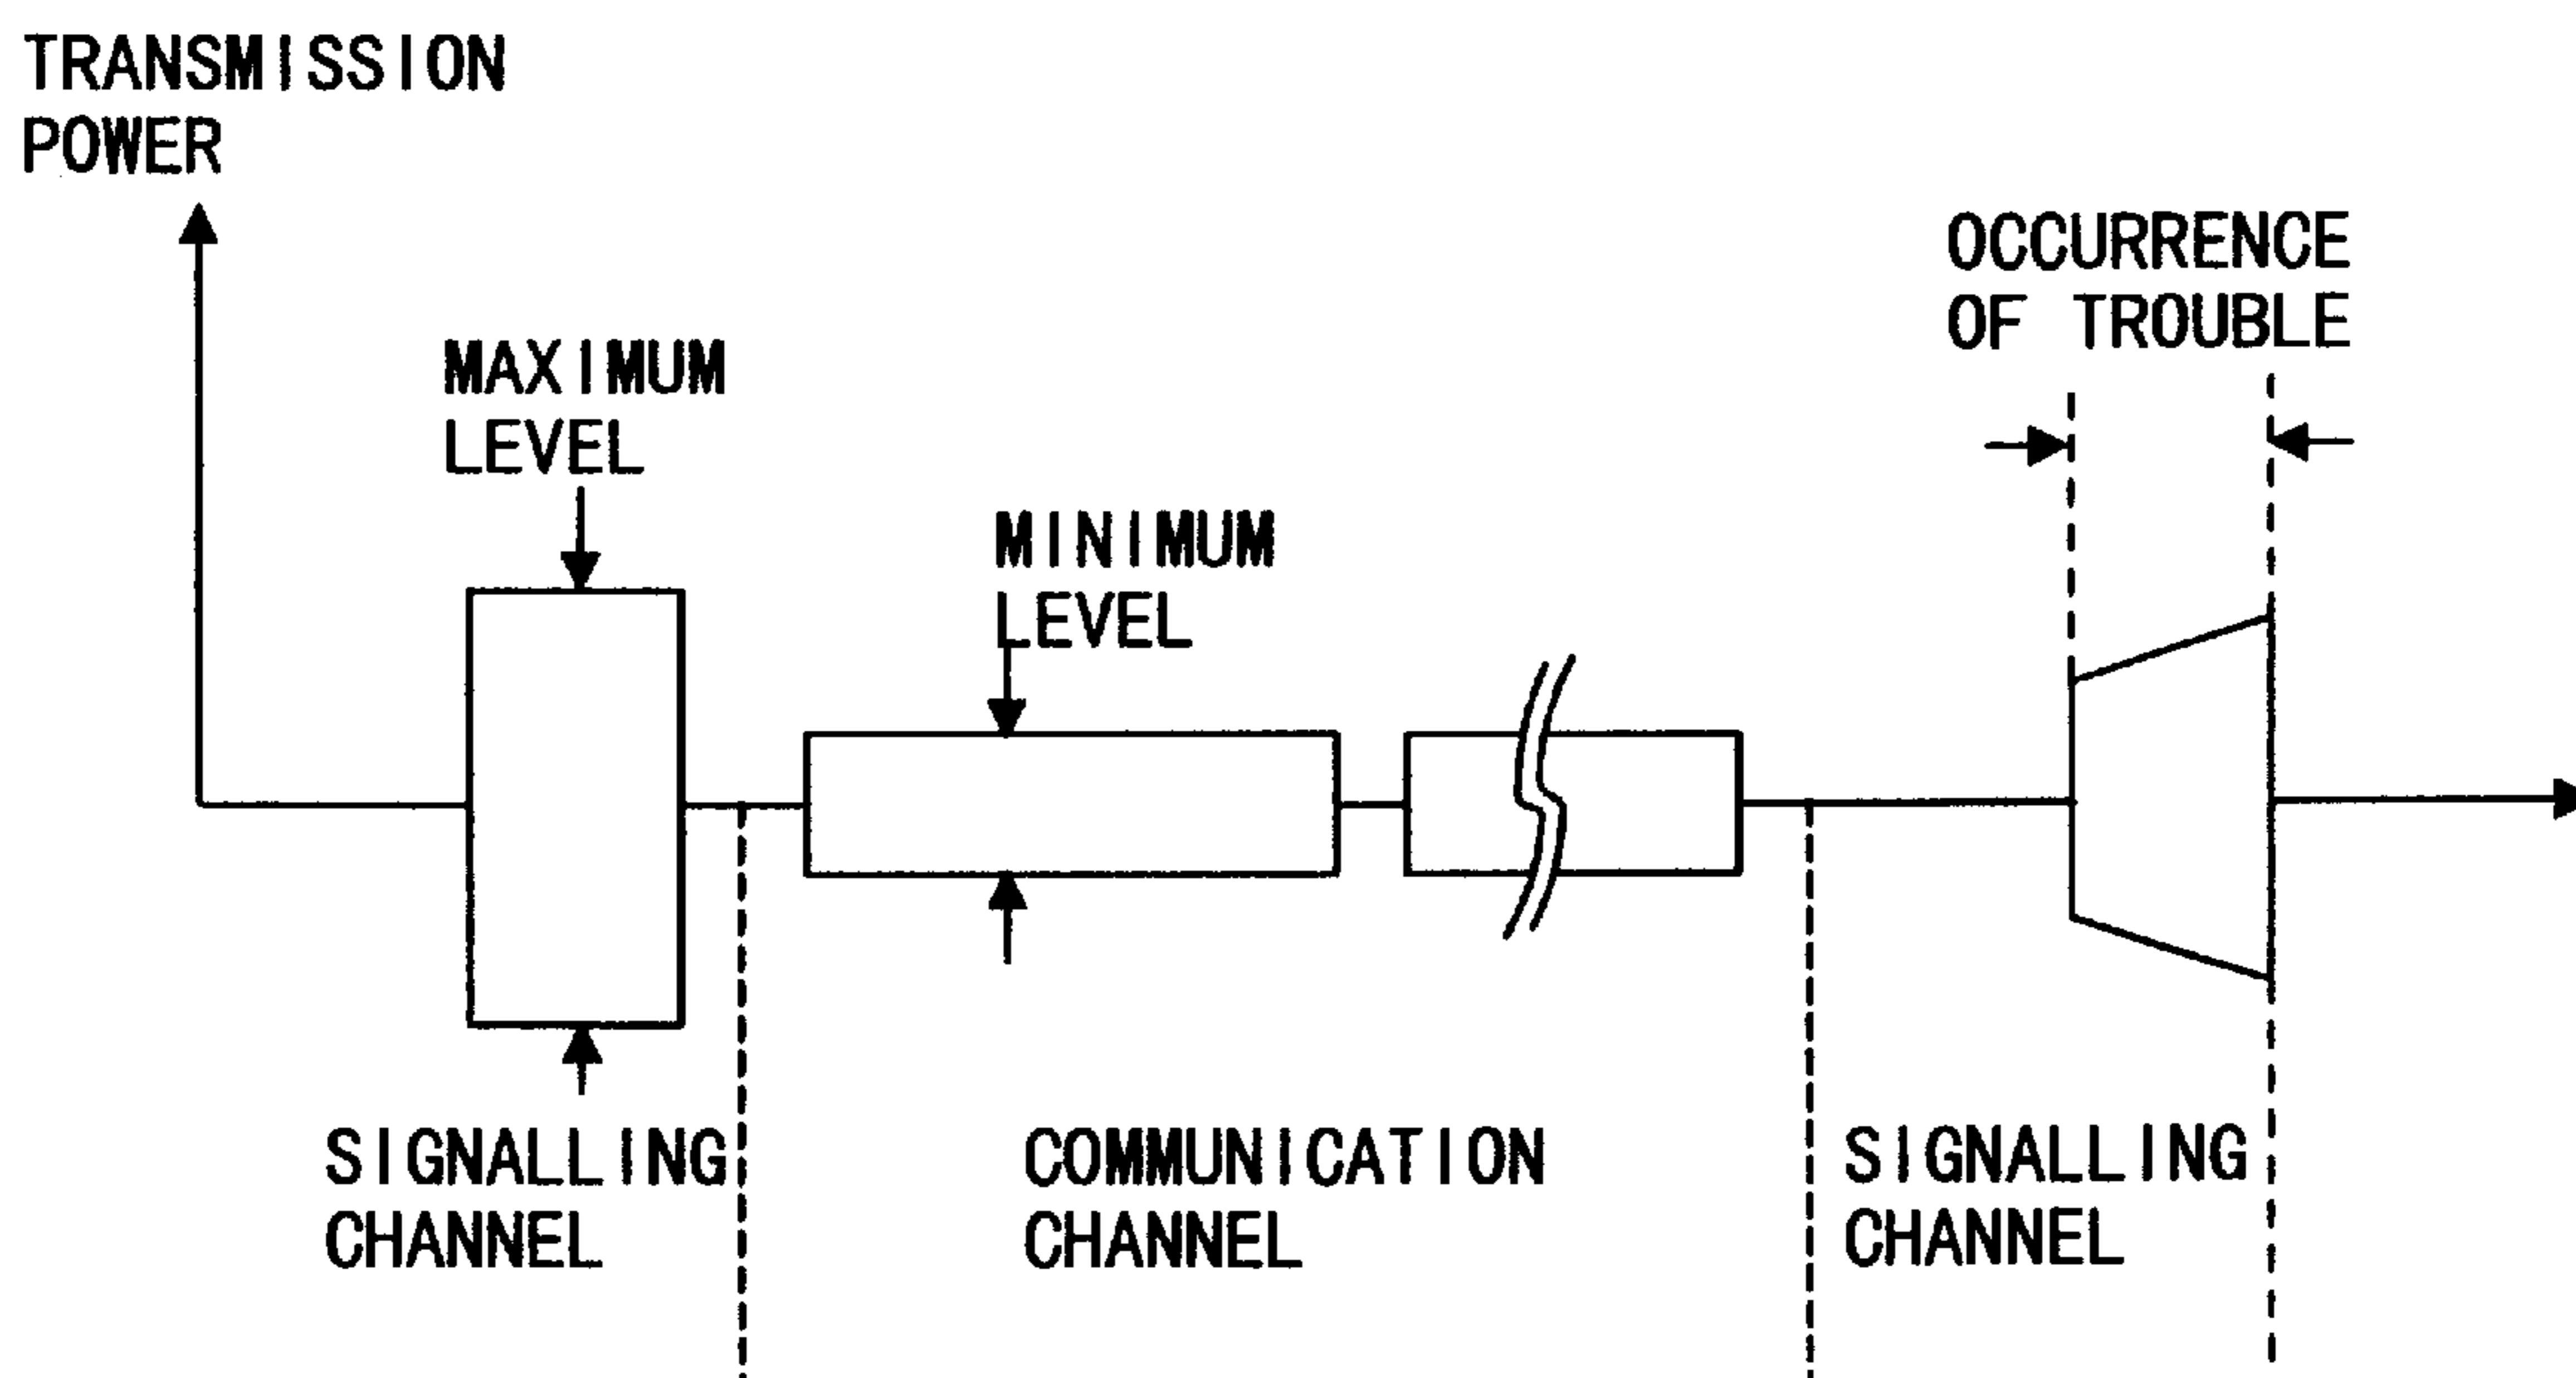 TRANSMISSION
POWER
OCCURRENCE
OF TROUBLE
MAXIMUM
LEVEL
MINIMUM
LEVEL
SIGNALLING
CHANNEL
COMMUNICATION
CHANNEL
SIGNALLING
CHANNEL